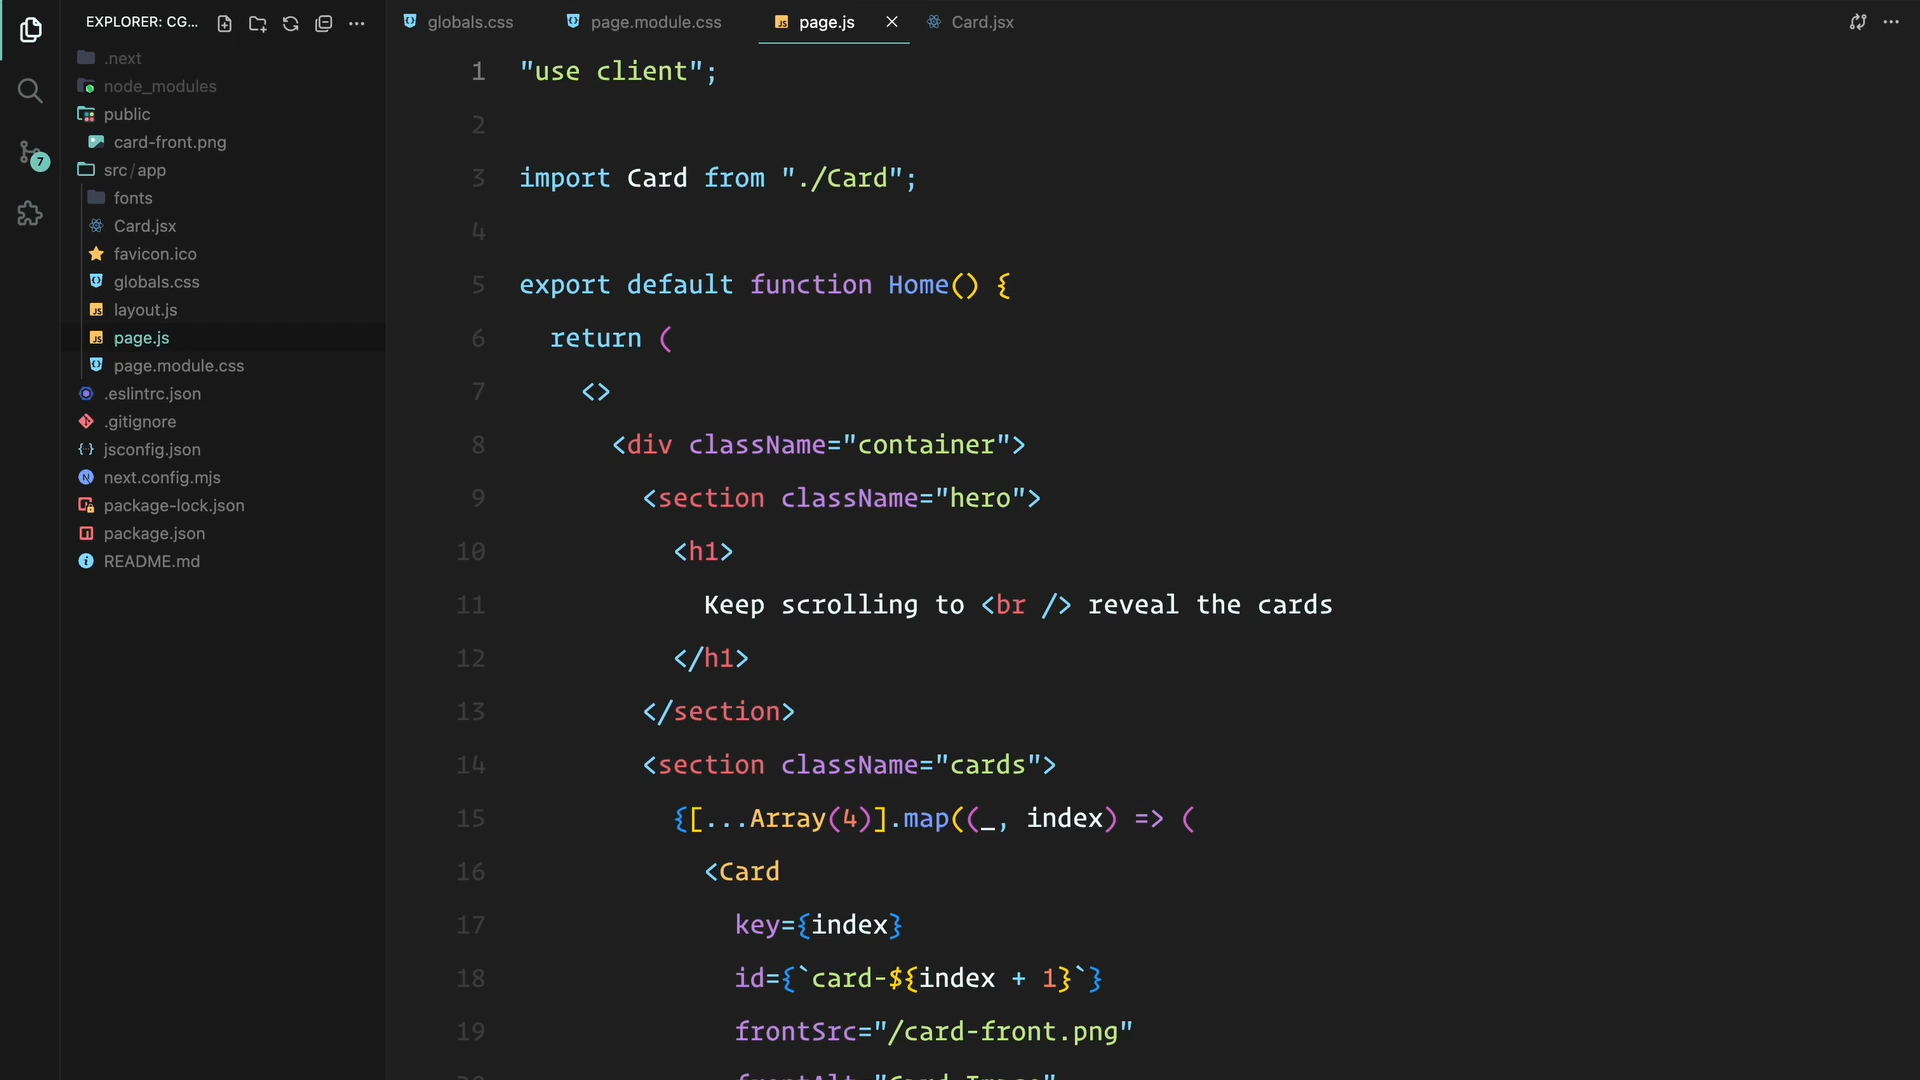 EXPLORER: CG...
7
.next
node_modules
public
card-front.png
src/app
fonts
Card.jsx
favicon.ico
globals.css
layout.js
page.js
page.module.css
.eslintrc.json
.gitignore
jsconfig.json
next.config.mjs
package-lock.json
package.json
README.md
globals.css page.module.css page.js Card.jsx
1 "use client";
2
3 import Card from "./Card";
4
5 export default function Home() {
6 return (
7 <>
8 <div className="container">
9 <section className="hero">
10 <h1>
11 Keep scrolling to <br /> reveal the cards
12 </h1>
13 </section>
14 <section className="cards">
15 {[...Array(4)].map((_, index) => (
16 <Card
17 key={index}
18 id={`card-${index + 1}`}
19 frontSrc="/card-front.png"
20 frontAlt="Card Image"